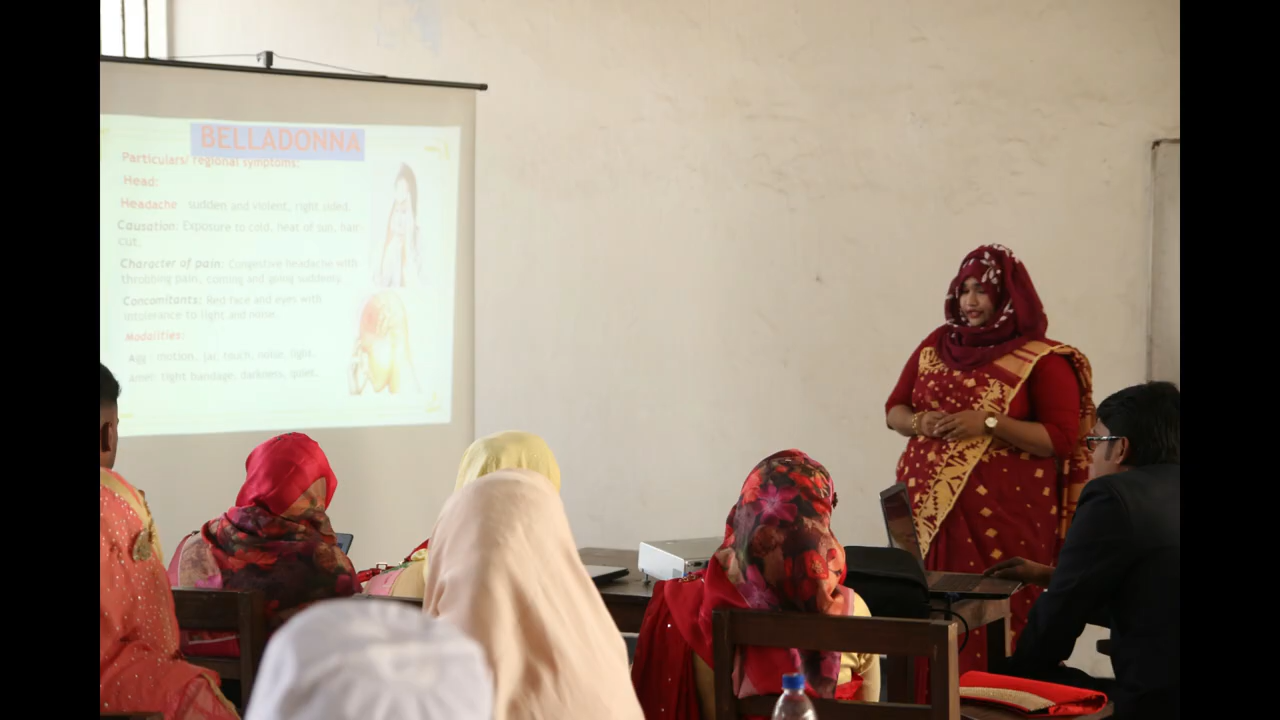 BELLADONNA
Particulars/ regional symptoms:
Head:
Headache sudden and violent, right sided.
Causation: Exposure to cold, heat of sun, hair
cut.
Character of pain: Congestive headache with
throbbing pain, coming and going suddenly
Concomitants: Red face and eyes with
intolerance to light and noise.
Modalities:
Agg : motion, jar, touch, noise, light.
amel: tight bandage, darkness, quiet.